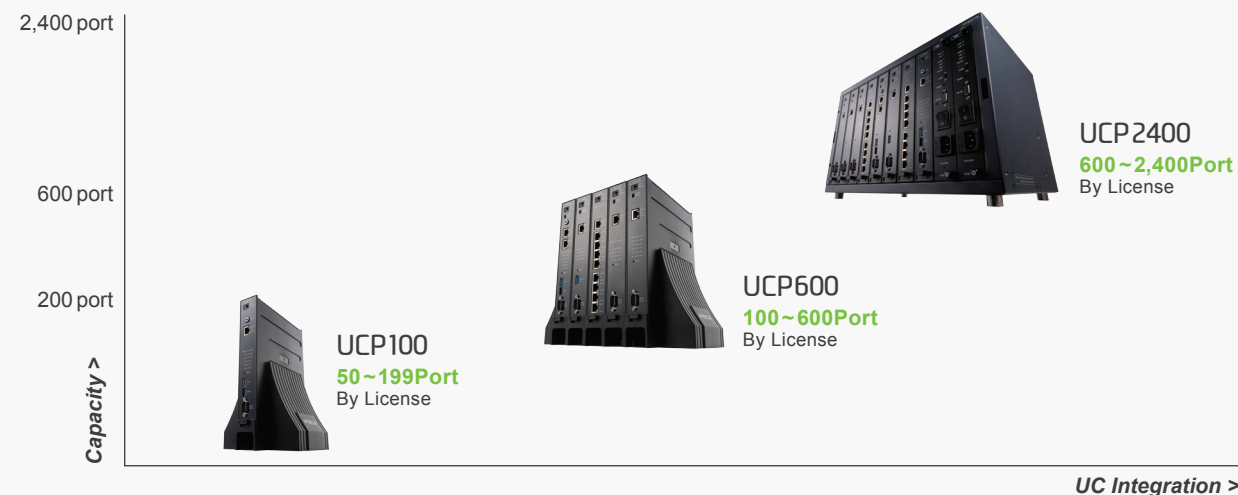 2,400 port
600 port
200 port
Capacity >
UCP100
50~199Port
By License
UCP600
100~600Port
By License
UCP2400
600~2,400Port
By License
UC Integration >